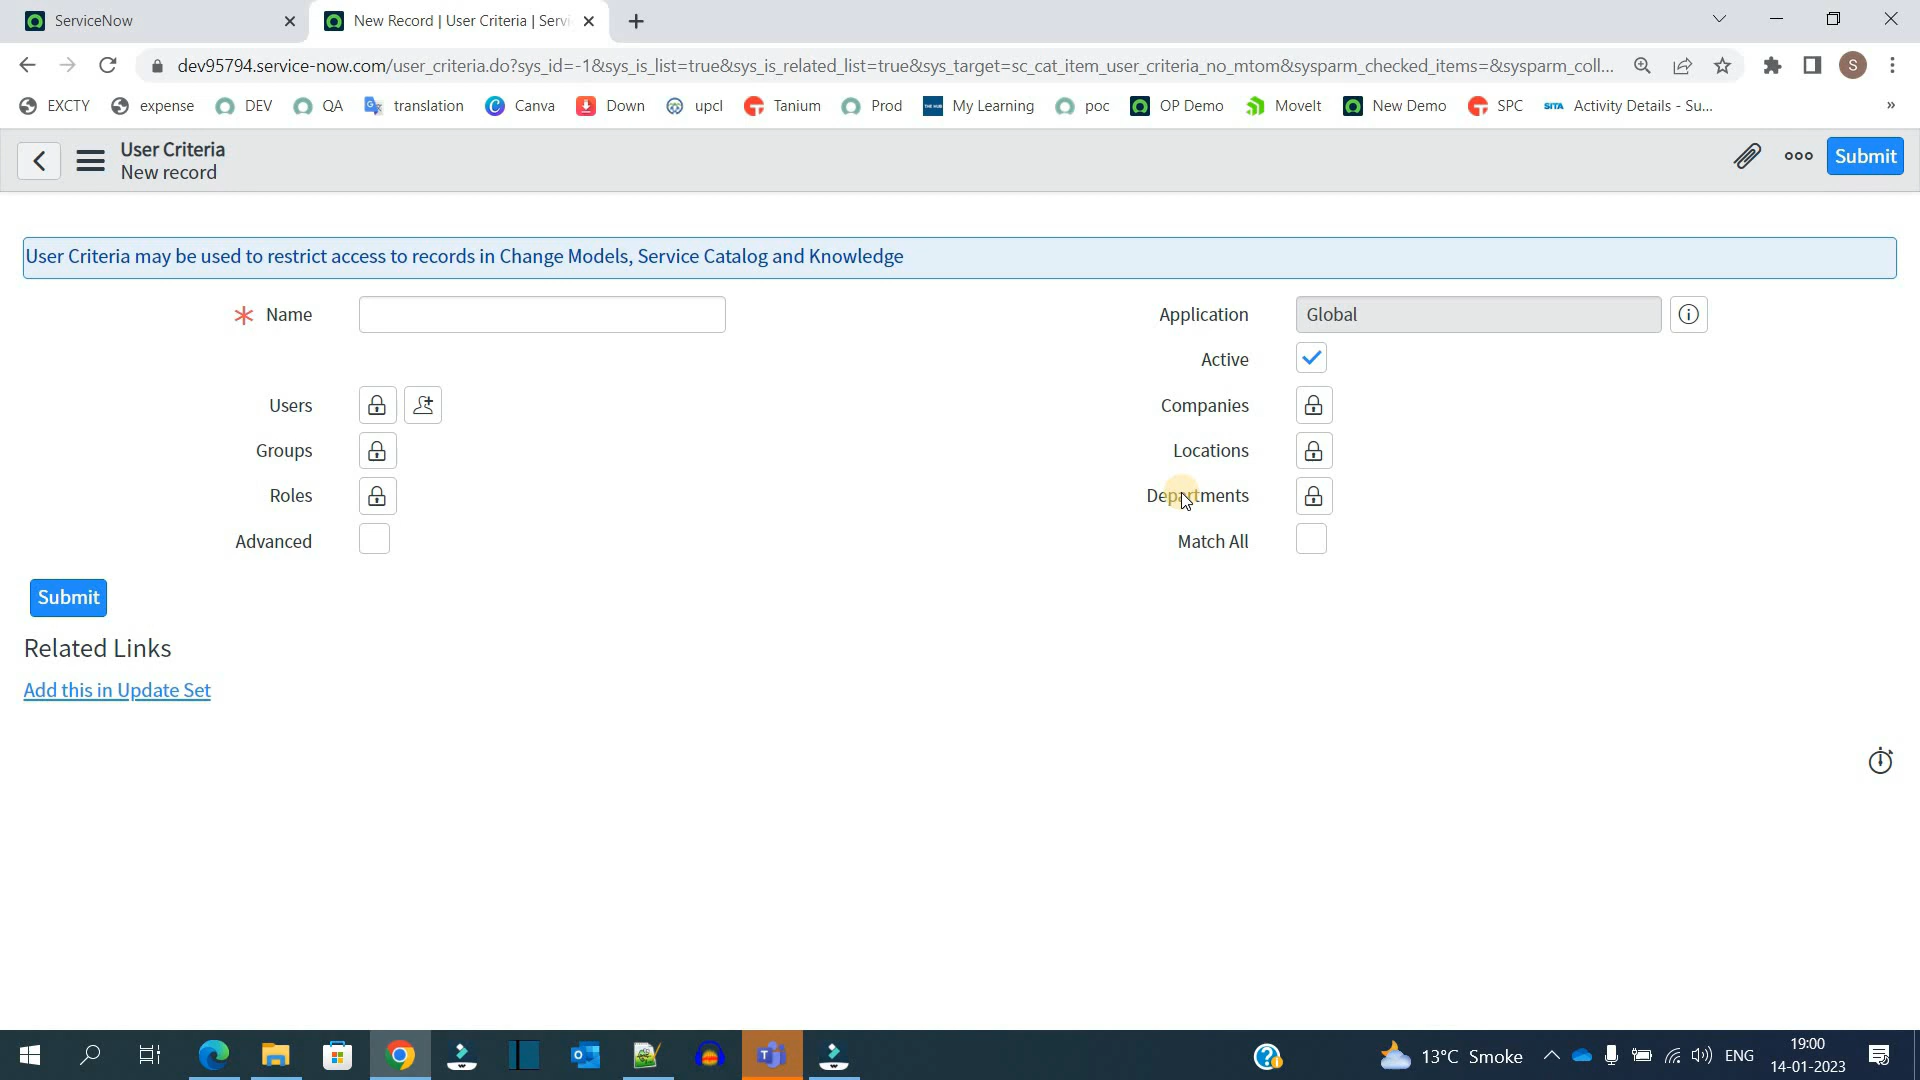 ServiceNow
New Record | User Criteria | Servi
dev95794.service-now.com/user_criteria.do?sys_id=-1&sys_is_list=true&sys_is_related_list=true&sys_target=sc_cat_item_user_criteria_no_mtom&sysparm_checked_items=&sysparm_coll...
S
EXCTY expense DEV QA translation Canva Down upcl Tanium Prod My Learning poc OP Demo MoveIt New Demo SPC SITA Activity Details - Su... »
User Criteria
New record
Submit
User Criteria may be used to restrict access to records in Change Models, Service Catalog and Knowledge
Name
Application Global
Active
Users
Companies
Groups
Locations
Roles
Departments
Advanced
Match All
Submit
Related Links
Add this in Update Set
13°C Smoke
ENG
19:00
14-01-2023